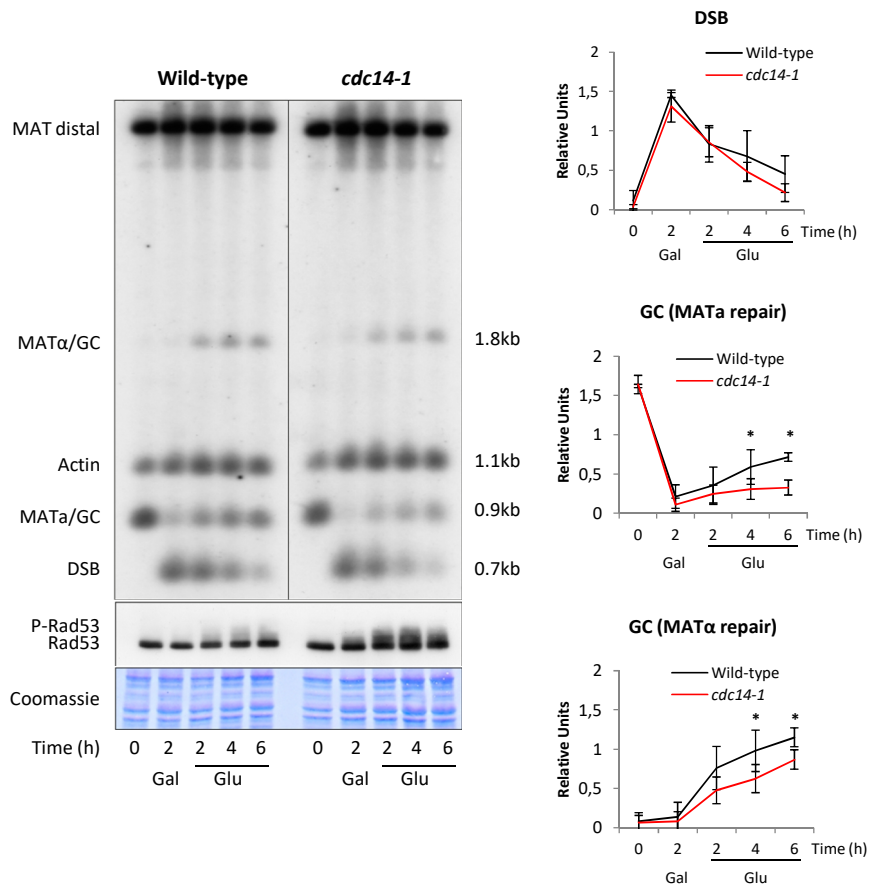 Wild-type cdc14-1
MAT distal
MATα/GC 1.8kb
Actin 1.1kb
MATa/GC 0.9kb
DSB 0.7kb
P-Rad53
Rad53
Coomassie
Time (h) 0 2 2 4 6 0 2 2 4 6
Gal Glu Gal Glu
DSB
Wild-type
cdc14-1
Relative Units
2
1,5
1
0,5
0
0 2 2 4 6 Time (h)
Gal Glu
GC (MATa repair)
Wild-type
cdc14-1
Relative Units
2
1,5
1
0,5
0
* *
0 2 2 4 6 Time (h)
Gal Glu
GC (MATα repair)
Wild-type
cdc14-1
Relative Units
2
1,5
1
0,5
0
* *
0 2 2 4 6 Time (h)
Gal Glu